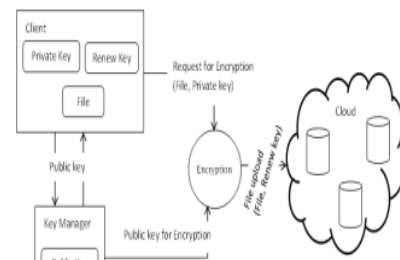 Client
Private Key
Renew Key
File
Request for Encryption
(File, Private key)
Cloud
Encryption
File upload
(File, Renew key)
Public key
Key Manager
Public key for Encryption